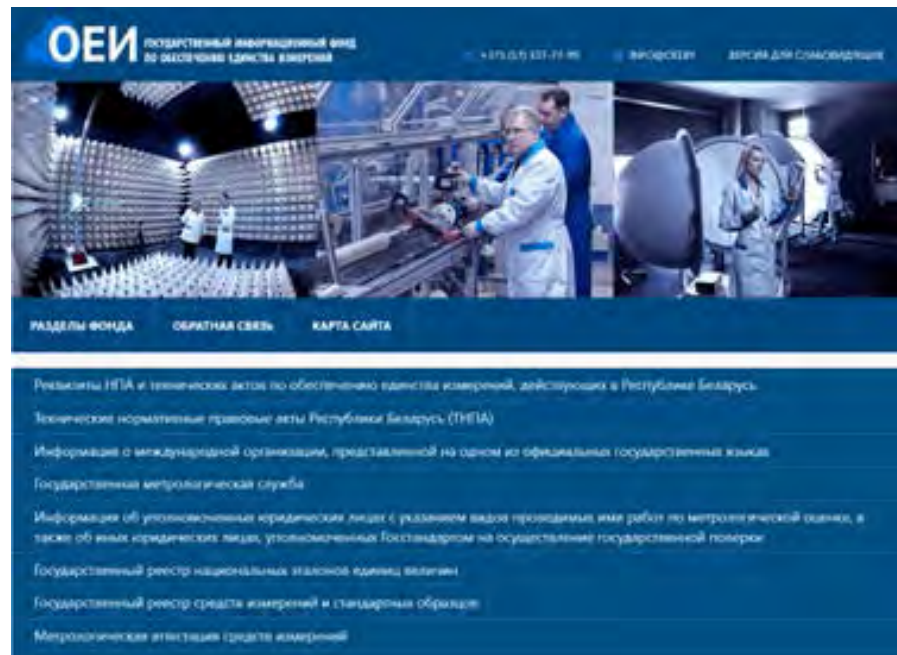 ОЕИ
ГОСУДАРСТВЕННЫЙ ИНФОРМАЦИОННЫЙ ФОНД
ПО ОБЕСПЕЧЕНИЮ ЕДИНСТВА ИЗМЕРЕНИЙ
ВЕРСИЯ ДЛЯ СЛАБОВИДЯЩИХ
РАЗДЕЛЫ ФОНДА
ОБРАТНАЯ СВЯЗЬ
КАРТА САЙТА
Реквизиты НПА и технических актов по обеспечению единства измерений, действующих в Республике Беларусь
Технические нормативные правовые акты Республики Беларусь (ТНПА)
Информация о международной организации, представленной на одном из официальных государственных языках
Государственная метрологическая служба
Информация об уполномоченных юридических лицах с указанием видов проводимых ими работ по метрологической оценке, а
также об иных юридических лицах, уполномоченных Госстандартом на осуществление государственной поверки
Государственный реестр национальных эталонов единиц величин
Государственный реестр средств измерений и стандартных образцов
Метрологическая аттестация средств измерений